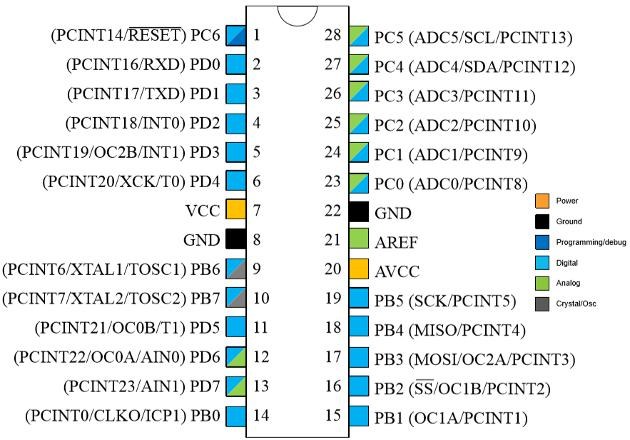 (PCINT14/RESET) PC6 1 28 PC5 (ADC5/SCL/PCINT13)
(PCINT16/RXD) PD0 2 27 PC4 (ADC4/SDA/PCINT12)
(PCINT17/TXD) PD1 3 26 PC3 (ADC3/PCINT11)
(PCINT18/INT0) PD2 4 25 PC2 (ADC2/PCINT10)
(PCINT19/OC2B/INT1) PD3 5 24 PC1 (ADC1/PCINT9)
(PCINT20/XCK/T0) PD4 6 23 PC0 (ADC0/PCINT8)
VCC 7 22 GND
GND 8 21 AREF
(PCINT6/XTAL1/TOSC1) PB6 9 20 AVCC
(PCINT7/XTAL2/TOSC2) PB7 10 19 PB5 (SCK/PCINT5)
(PCINT21/OC0B/T1) PD5 11 18 PB4 (MISO/PCINT4)
(PCINT22/OC0A/AIN0) PD6 12 17 PB3 (MOSI/OC2A/PCINT3)
(PCINT23/AIN1) PD7 13 16 PB2 (SS/OC1B/PCINT2)
(PCINT0/CLKO/ICP1) PB0 14 15 PB1 (OC1A/PCINT1)
Power
Ground
Programming/debug
Digital
Analog
Crystal/Osc